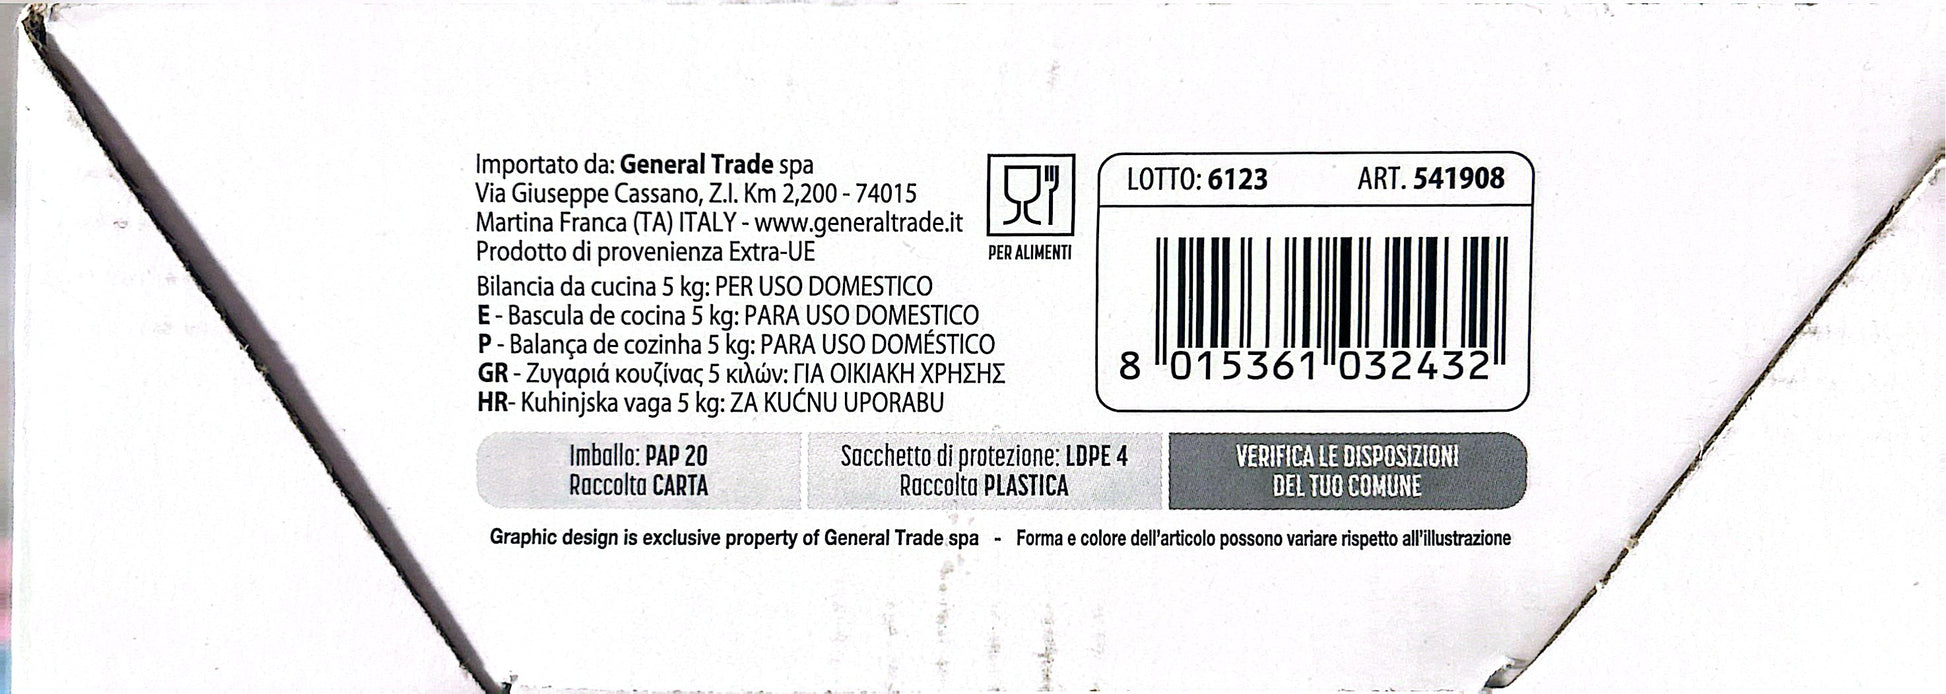 Importato da: General Trade spa
Via Giuseppe Cassano, Z.I. Km 2,200 - 74015
Martina Franca (TA) ITALY - www.generaltrade.it
Prodotto di provenienza Extra-UE
PER ALIMENTI
Bilancia da cucina 5 kg: PER USO DOMESTICO
E - Bascula de cocina 5 kg: PARA USO DOMESTICO
P - Balança de cozinha 5 kg: PARA USO DOMÉSTICO
GR - Ζυγαριά κουζίνας 5 κιλών: ΓΙΑ ΟΙΚΙΑΚΗ ΧΡΗΣΗΣ
HR- Kuhinjska vaga 5 kg: ZA KUĆNU UPORABU
LOTTO: 6123 ART. 541908
8 015361 032432
Imballo: PAP 20
Raccolta CARTA
Sacchetto di protezione: LDPE 4
Raccolta PLASTICA
VERIFICA LE DISPOSIZIONI
DEL TUO COMUNE
Graphic design is exclusive property of General Trade spa - Forma e colore dell'articolo possono variare rispetto all'illustrazione